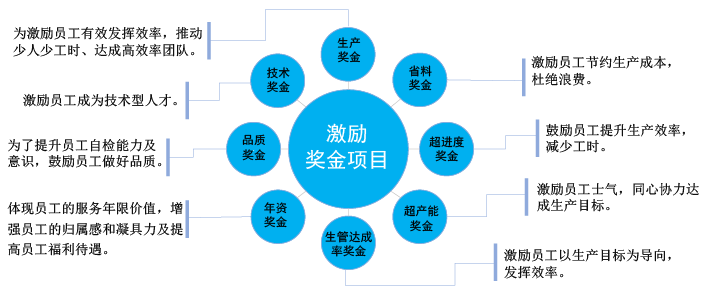 为激励员工有效发挥效率，推动
少人少工时、达成高效率团队。
生产
奖金
激励员工节约生产成本，
杜绝浪费。
省料
奖金
技术
奖金
激励员工成为技术型人才。
激励
奖金项目
鼓励员工提升生产效率，
减少工时。
超进度
奖金
品质
奖金
为了提升员工自检能力及
意识，鼓励员工做好品质。
激励员工士气，同心协力达
成生产目标。
超产能
奖金
年资
奖金
体现员工的服务年限价值，增
强员工的归属感和凝具力及提
高员工福利待遇。
生管达成
率奖金
激励员工以生产目标为导向，
发挥效率。